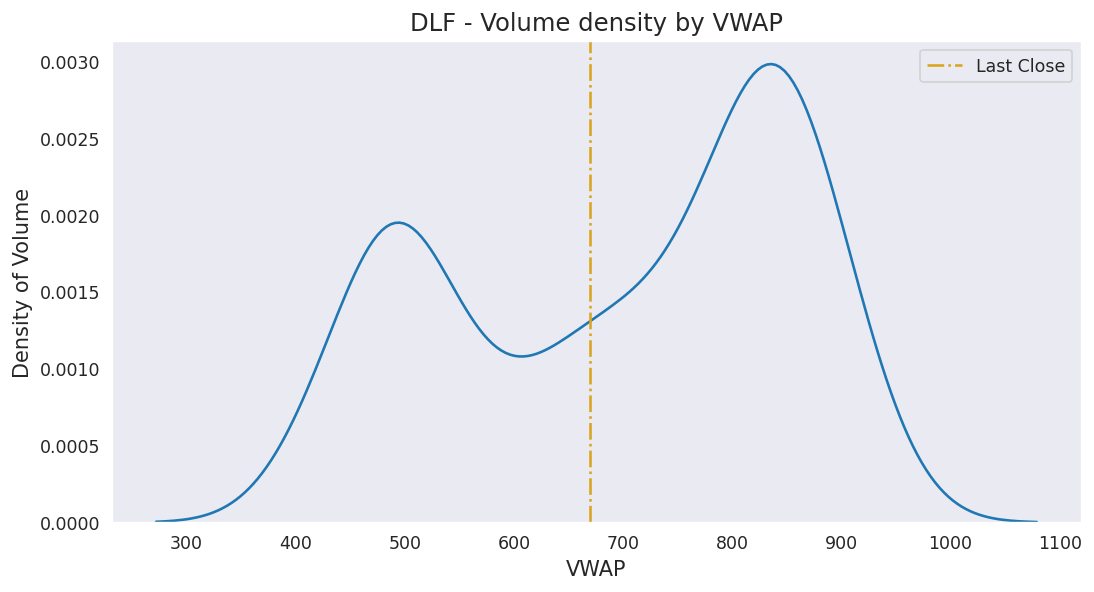 DLF - Volume density by VWAP
Last Close
Density of Volume
0.0030
0.0025
0.0020
0.0015
0.0010
0.0005
0.0000
300 400 500 600 700 800 900 1000 1100
VWAP